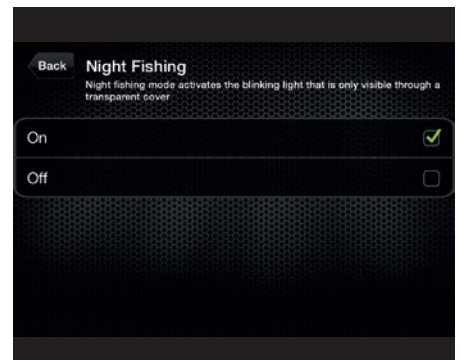 Back
Night Fishing
Night fishing mode activates the blinking light that is only visible through a
transparent cover
On
Off